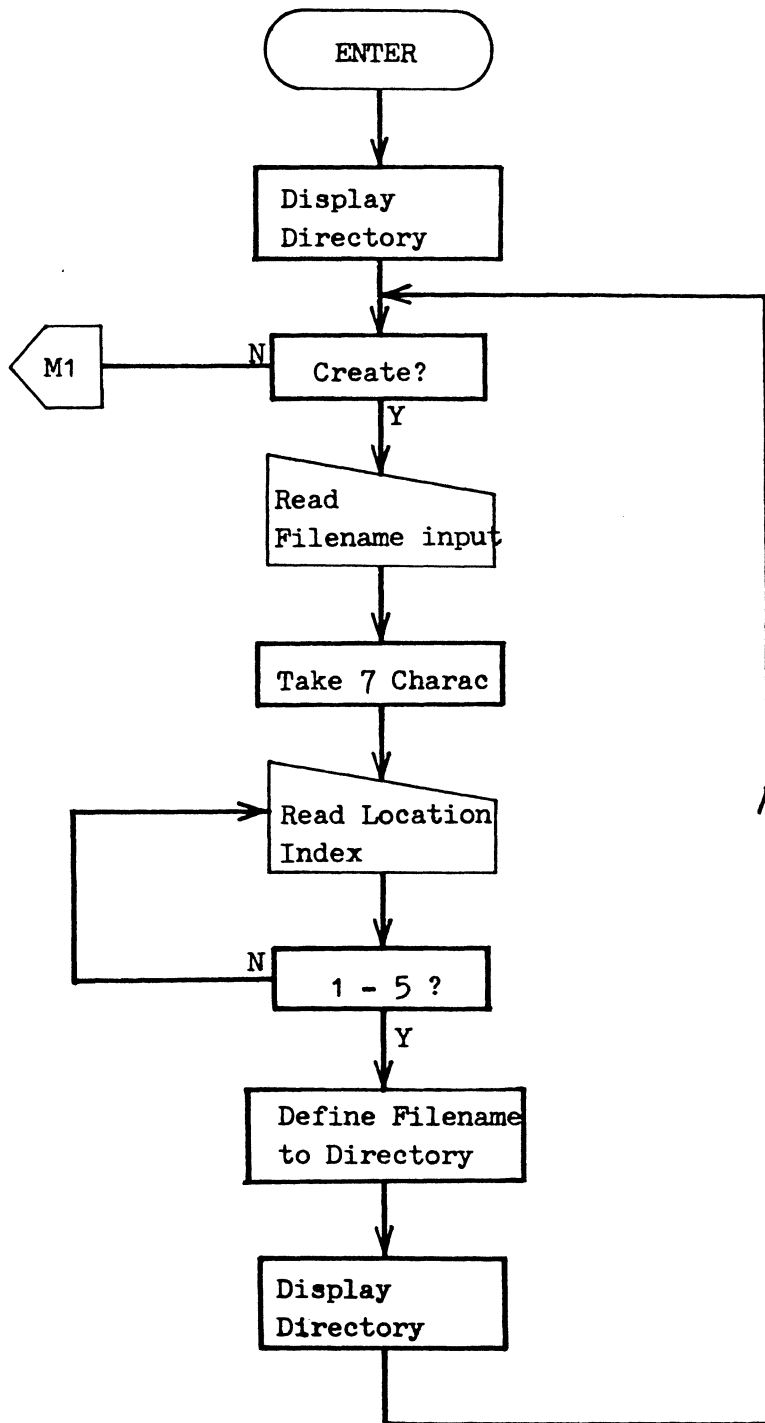 ENTER
Display
Directory
N
M1
Create?
Y
Read
Filename input
Take 7 Charac
Read Location
Index
N
1 - 5 ?
Y
Define Filename
to Directory
Display
Directory